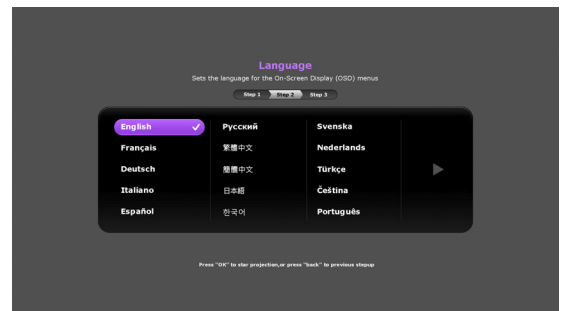 Language
Sets the language for the On-Screen Display (OSD) menus
Step 1 Step 2 Step 3
English Русский Svenska
Français 繁體中文 Nederlands
Deutsch 簡體中文 Türkçe
Italiano 日本語 Čeština
Español 한국어 Português
Press "OK" to star projection,or press "back" to previous stepup